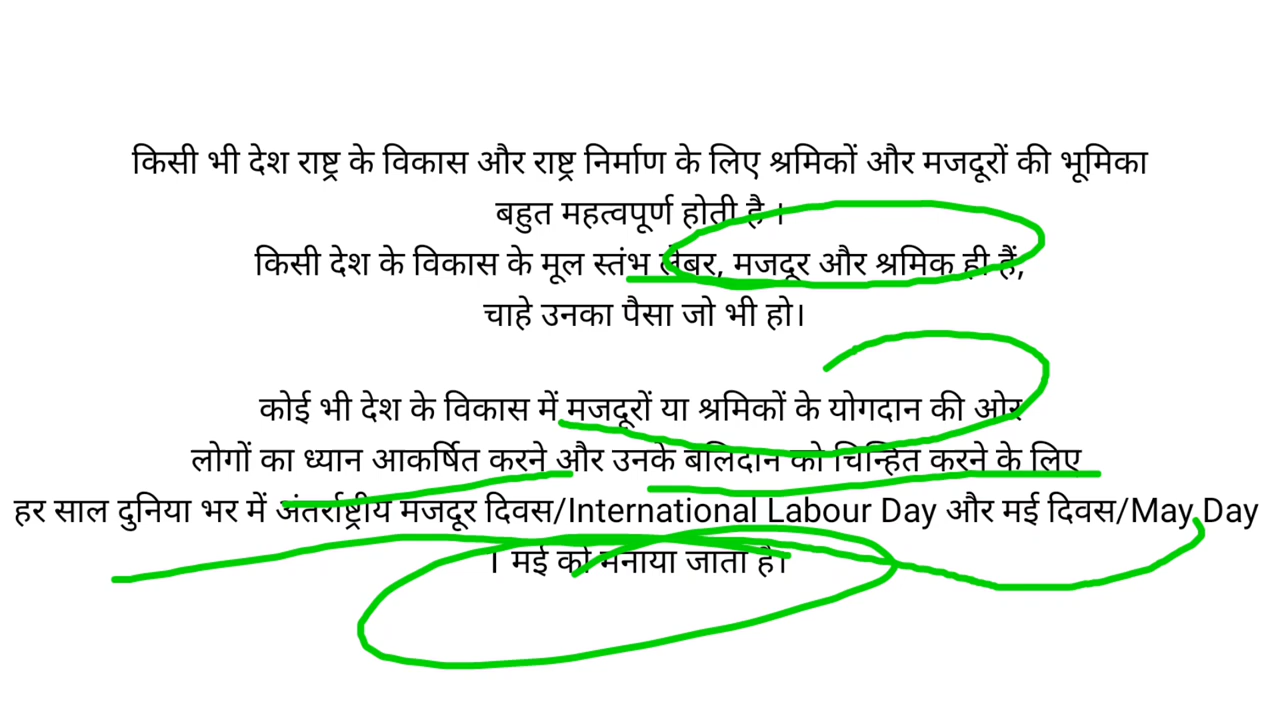 किसी भी देश राष्ट्र के विकास और राष्ट्र निर्माण के लिए श्रमिकों और मजदूरों की भूमिका
बहुत महत्वपूर्ण होती है ।
किसी देश के विकास के मूल स्तंभ लेबर, मजदूर और श्रमिक ही हैं,
चाहे उनका पैसा जो भी हो।
कोई भी देश के विकास में मजदूरों या श्रमिकों के योगदान की ओर
लोगों का ध्यान आकर्षित करने और उनके बलिदान को चिन्हित करने के लिए
हर साल दुनिया भर में अंतर्राष्ट्रीय मजदूर दिवस/International Labour Day और मई दिवस/May Day
। मई को मनाया जाता है।